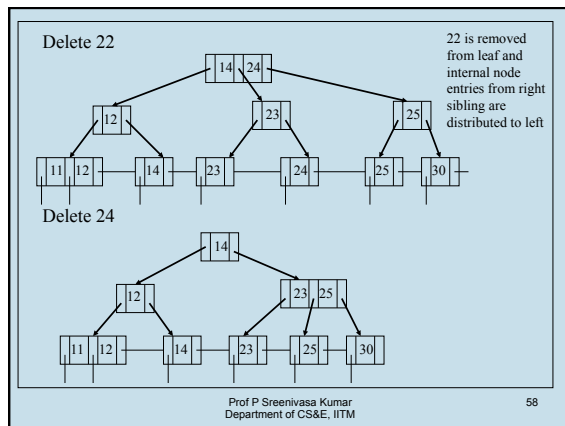 Delete 22
22 is removed
from leaf and
internal node
entries from right
sibling are
distributed to left
14 24
12 23 25
11 12 14 23 24 25 30
Delete 24
14
12 23 25
11 12 14 23 25 30
Prof P Sreenivasa Kumar
Department of CS&E, IITM
58